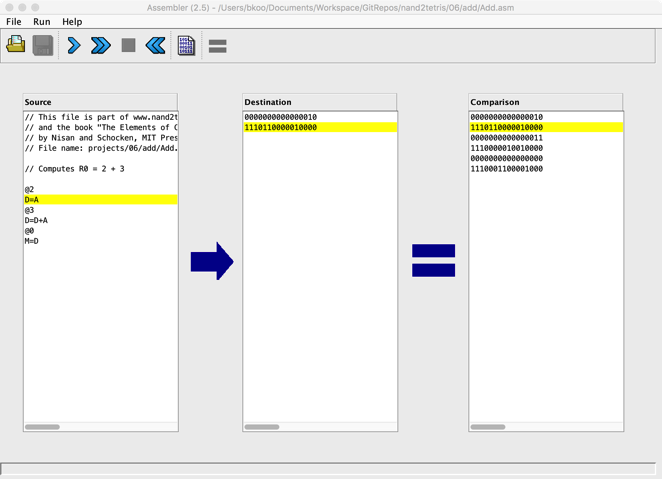 Assembler (2.5) - /Users/bkoo/Documents/Workspace/GitRepos/nand2tetris/06/add/Add.asm
File Run Help
Source
// This file is part of www.nand2t
// and the book "The Elements of C
// by Nisan and Schocken, MIT Pres
// File name: projects/06/add/Add.
// Computes R0 = 2 + 3
@2
D=A
@3
D=D+A
@0
M=D
Destination
0000000000000010
1110110000010000
Comparison
0000000000000010
1110110000010000
0000000000000011
1110000010010000
0000000000000000
1110001100001000